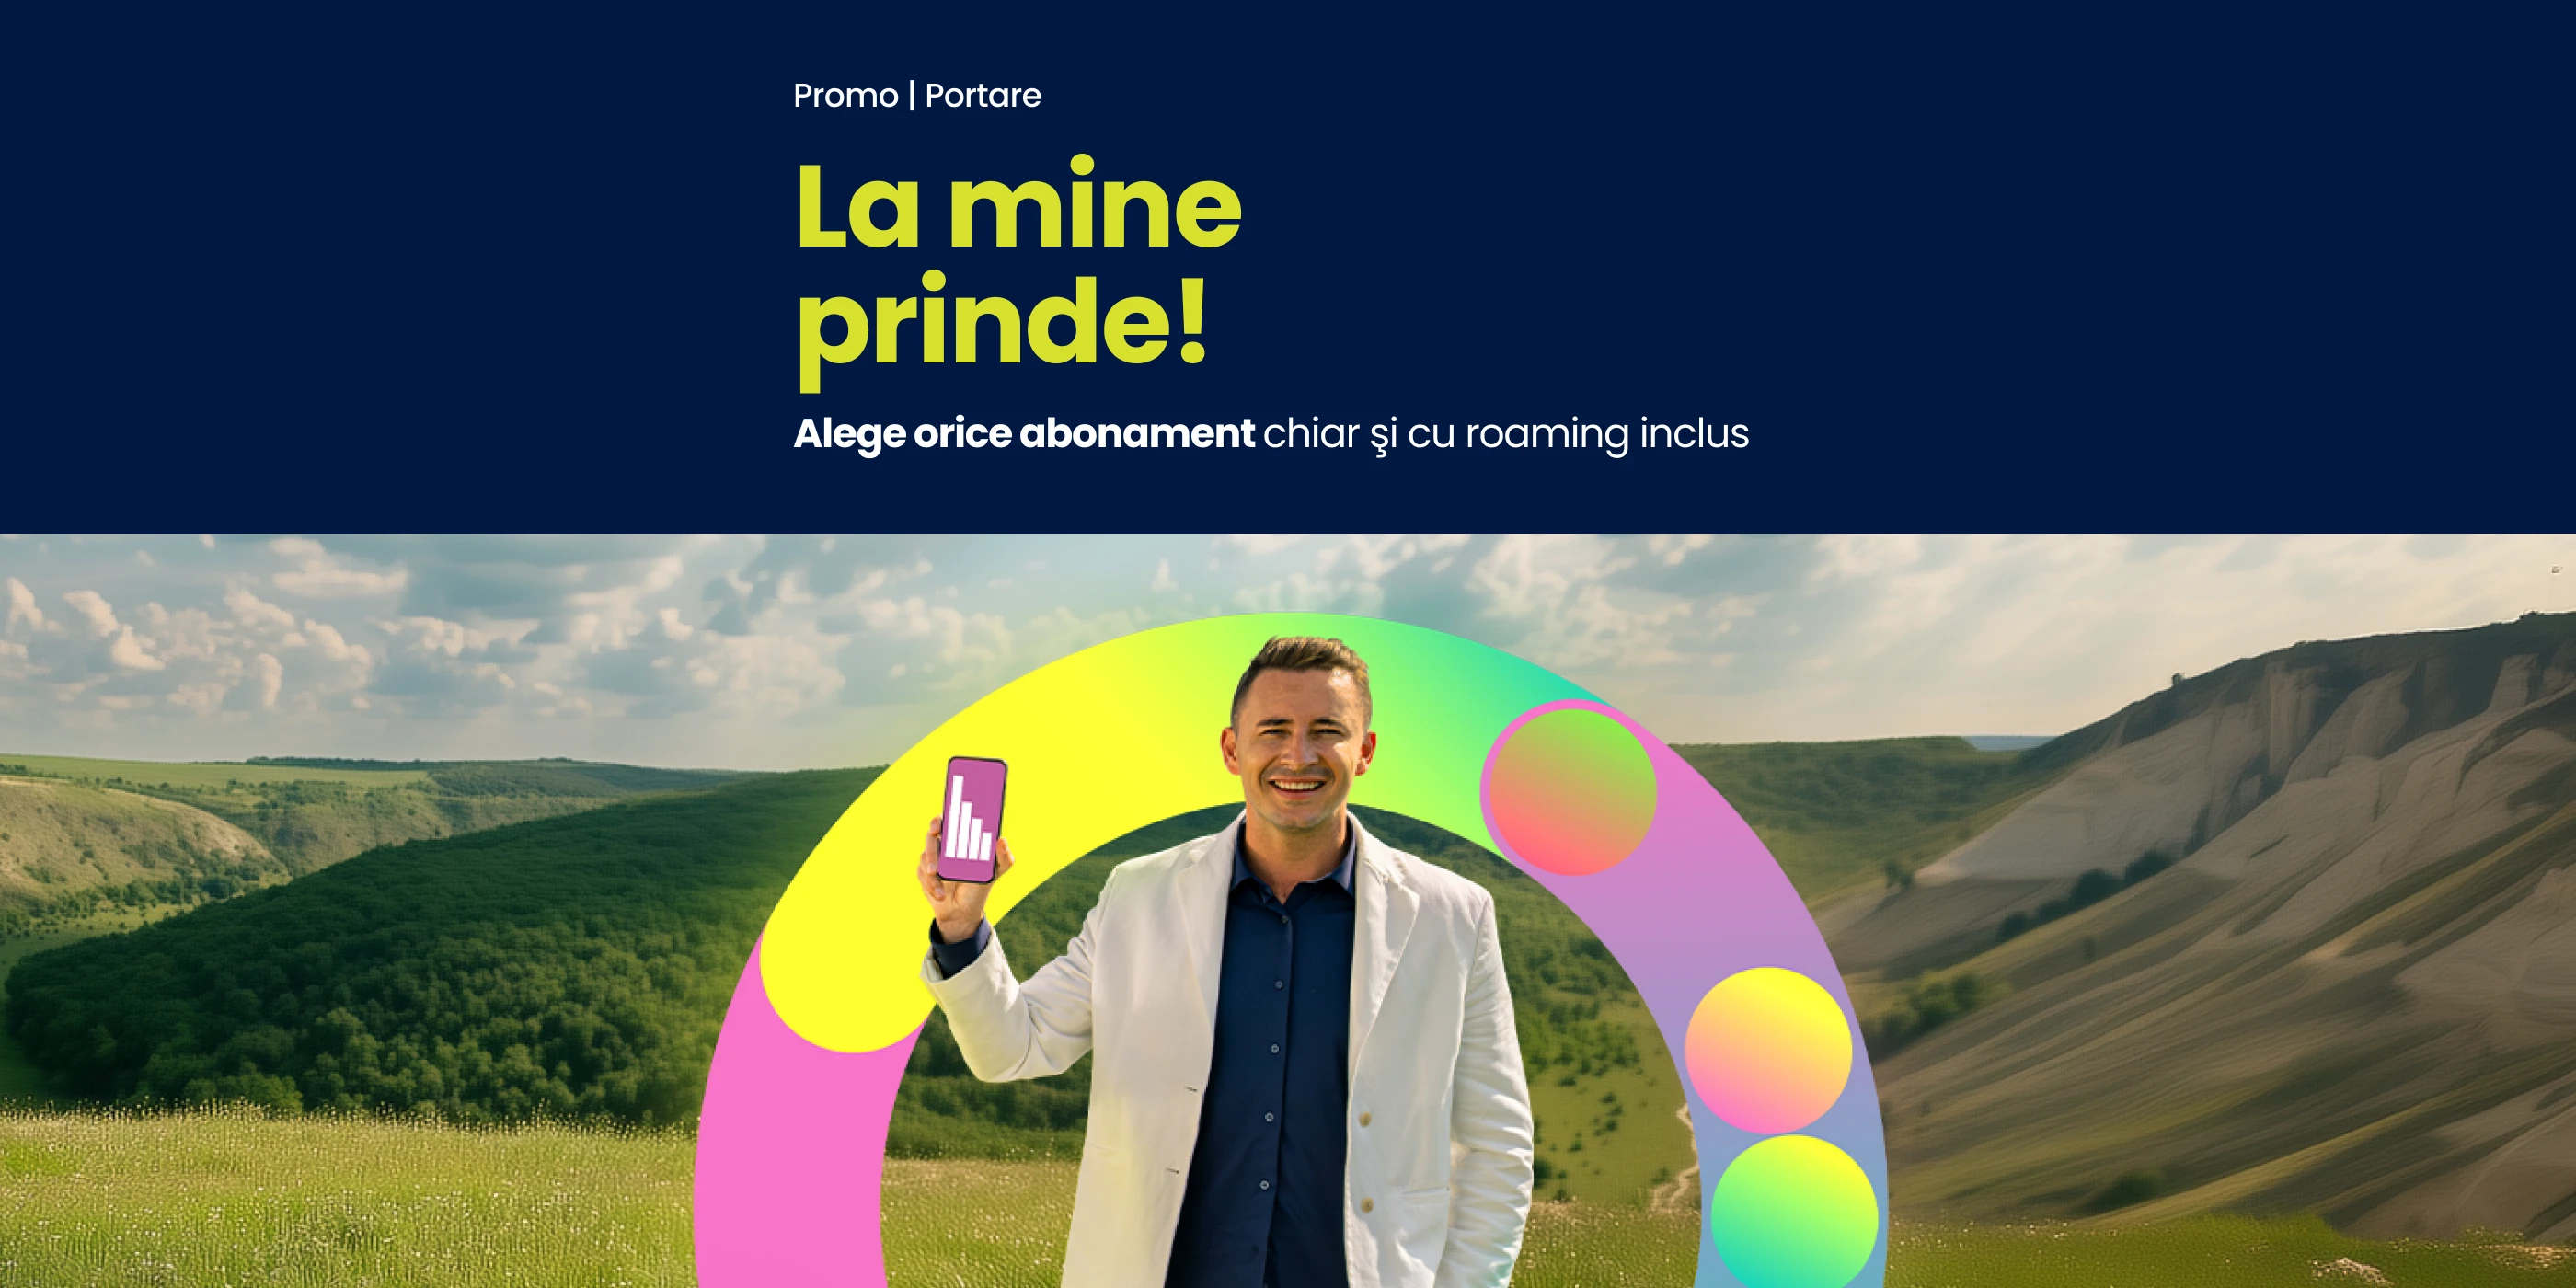 Promo | Portare
La mine
prinde!
Alege orice abonament chiar şi cu roaming inclus